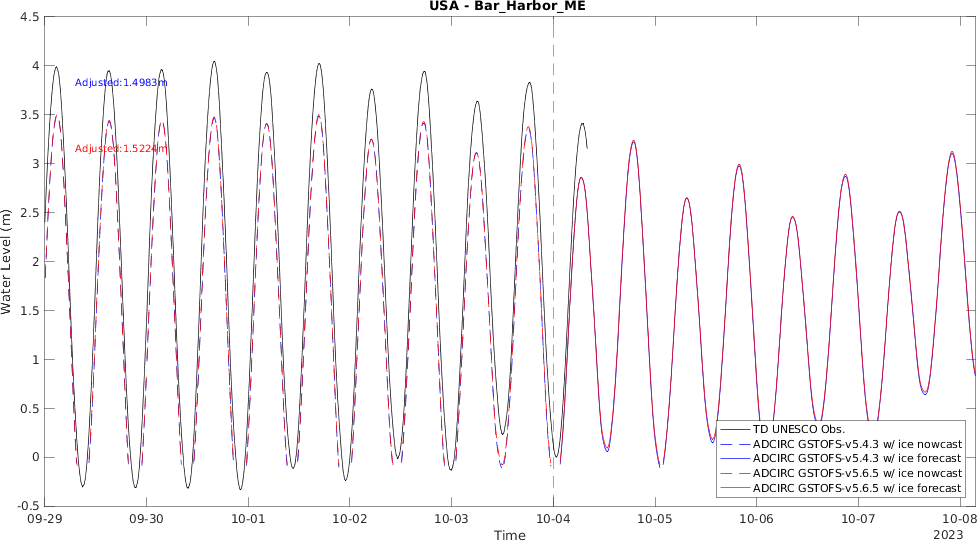 USA - Bar_Harbor_ME
4.5
4
3.5
3
2.5
2
1.5
1
0.5
0
-0.5
Water Level (m)
Adjusted:1.4983m
Adjusted:1.5224m
TD UNESCO Obs.
ADCIRC GSTOFS-v5.4.3 w/ ice nowcast
ADCIRC GSTOFS-v5.4.3 w/ ice forecast
ADCIRC GSTOFS-v5.6.5 w/ ice nowcast
ADCIRC GSTOFS-v5.6.5 w/ ice forecast
09-29 09-30 10-01 10-02 10-03 10-04 10-05 10-06 10-07 10-08
Time
2023